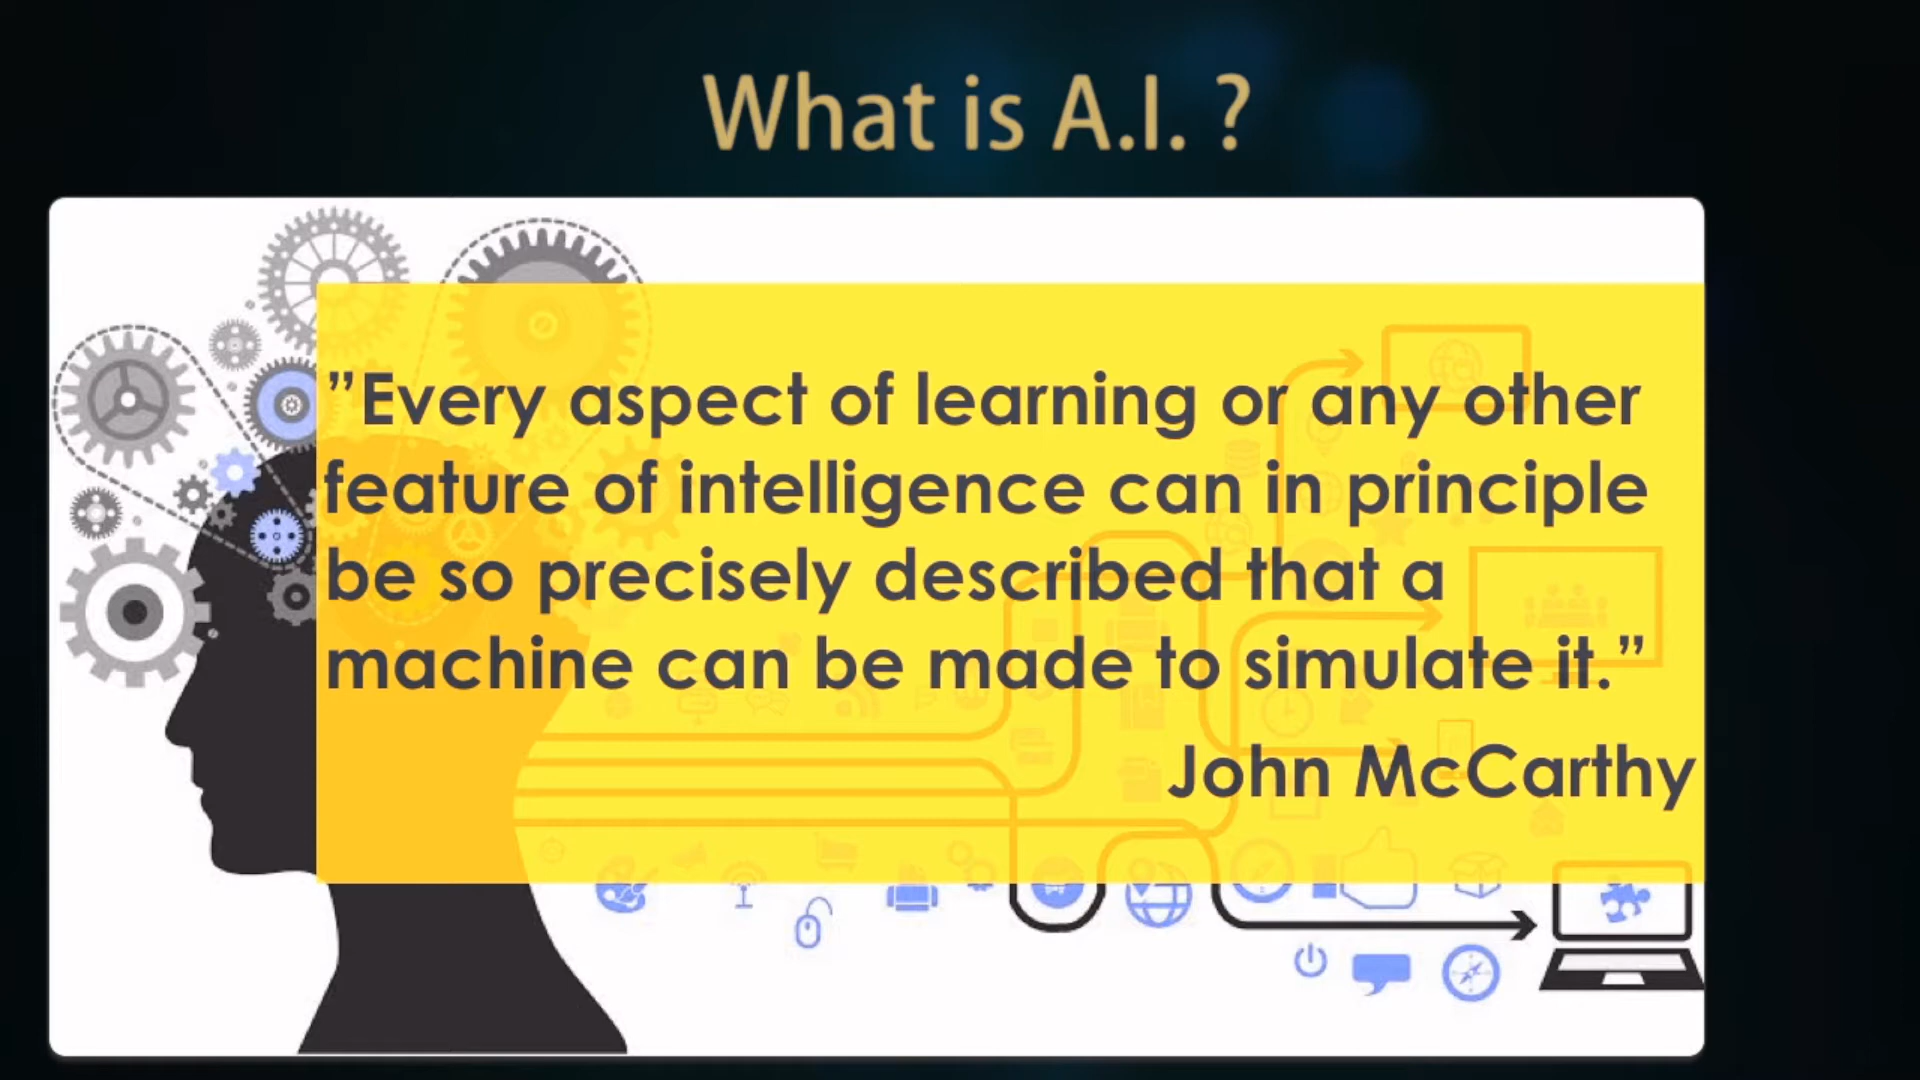 What is A.I. ?
”Every aspect of learning or any other
feature of intelligence can in principle
be so precisely described that a
machine can be made to simulate it.”
John McCarthy